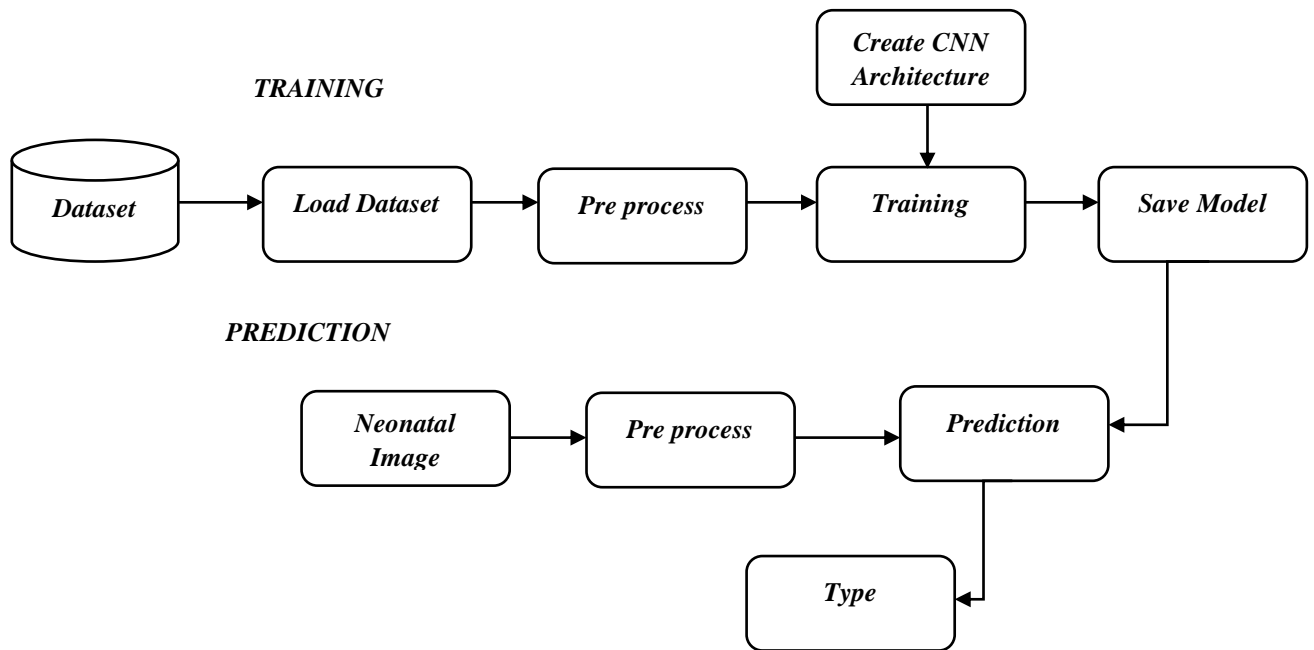 Create CNN
Architecture
TRAINING
Dataset
Load Dataset
Pre process
Training
Save Model
PREDICTION
Neonatal
Image
Pre process
Prediction
Type